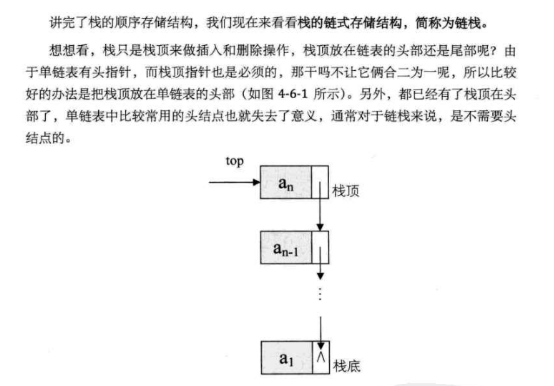 讲完了栈的顺序存储结构，我们现在来看看栈的链式存储结构，简称为链栈。
想想看，栈只是栈顶来做插入和删除操作，栈顶放在链表的头部还是尾部呢？由
于单链表有头指针，而栈顶指针也是必须的，那干吗不让它俩合二为一呢，所以比较
好的办法是把栈顶放在单链表的头部（如图 4-6-1 所示）。另外，都已经有了栈顶在头
部了，单链表中比较常用的头结点也就失去了意义，通常对于链栈来说，是不需要头
结点的。
top
an
栈顶
an-1
⋮
a1 ∧
栈底